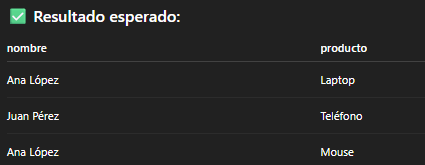 ✅ Resultado esperado:
nombre producto
Ana López Laptop
Juan Pérez Teléfono
Ana López Mouse